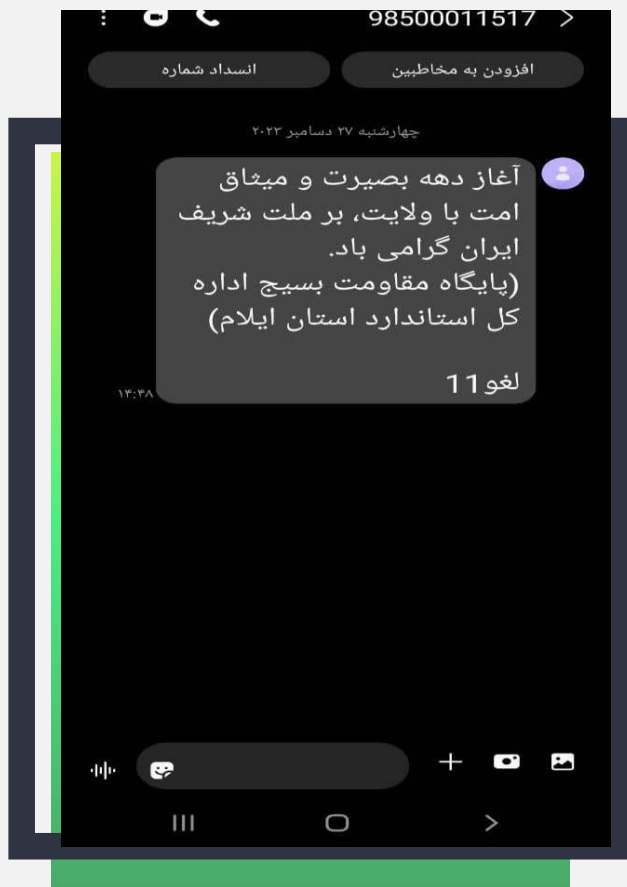 98500011517
افزودن به مخاطبین
انسداد شماره
چهارشنبه ۲۷ دسامبر ۲۰۲۳
آغاز دهه بصیرت و میثاق
امت با ولایت، بر ملت شریف
ایران گرامی باد.
(پایگاه مقاومت بسیج اداره
کل استاندارد استان ایلام)
لغو11
۱۴:۴۸